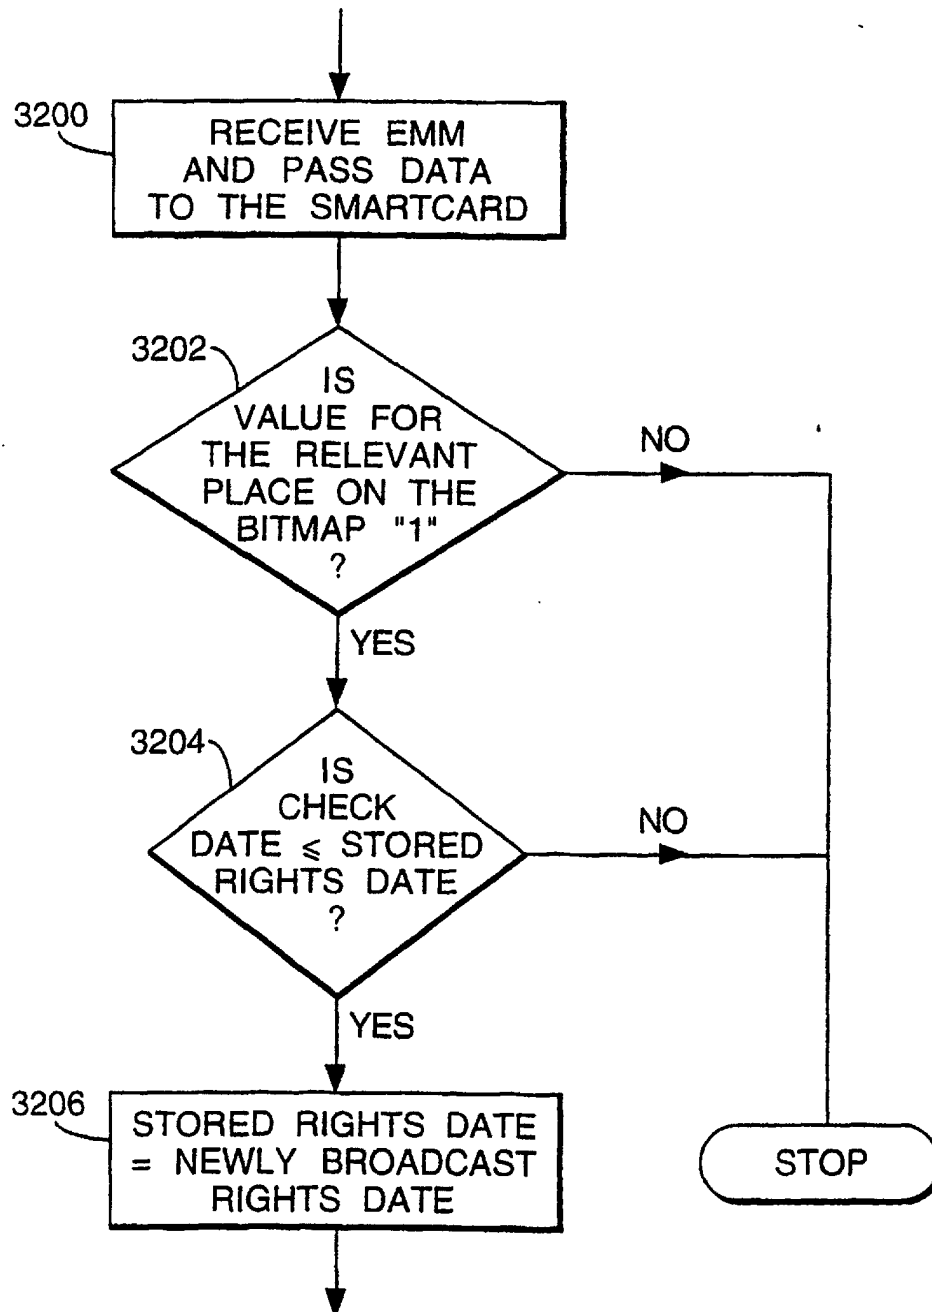 3200
RECEIVE EMM
AND PASS DATA
TO THE SMARTCARD
3202
IS
VALUE FOR
THE RELEVANT
PLACE ON THE
BITMAP "1"
?
NO
YES
3204
IS
CHECK
DATE ⩽ STORED
RIGHTS DATE
?
NO
YES
3206
STORED RIGHTS DATE
= NEWLY BROADCAST
RIGHTS DATE
STOP